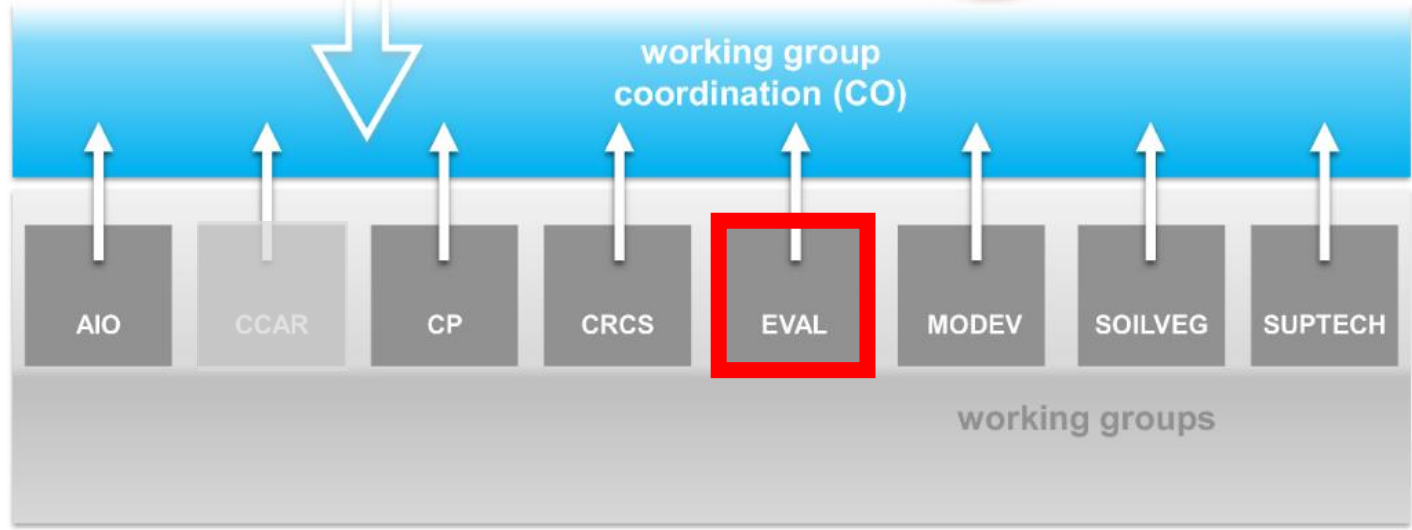 working group
coordination (CO)
AIO
CCAR
CP
CRCS
EVAL
MODEV
SOILVEG
SUPTECH
working groups